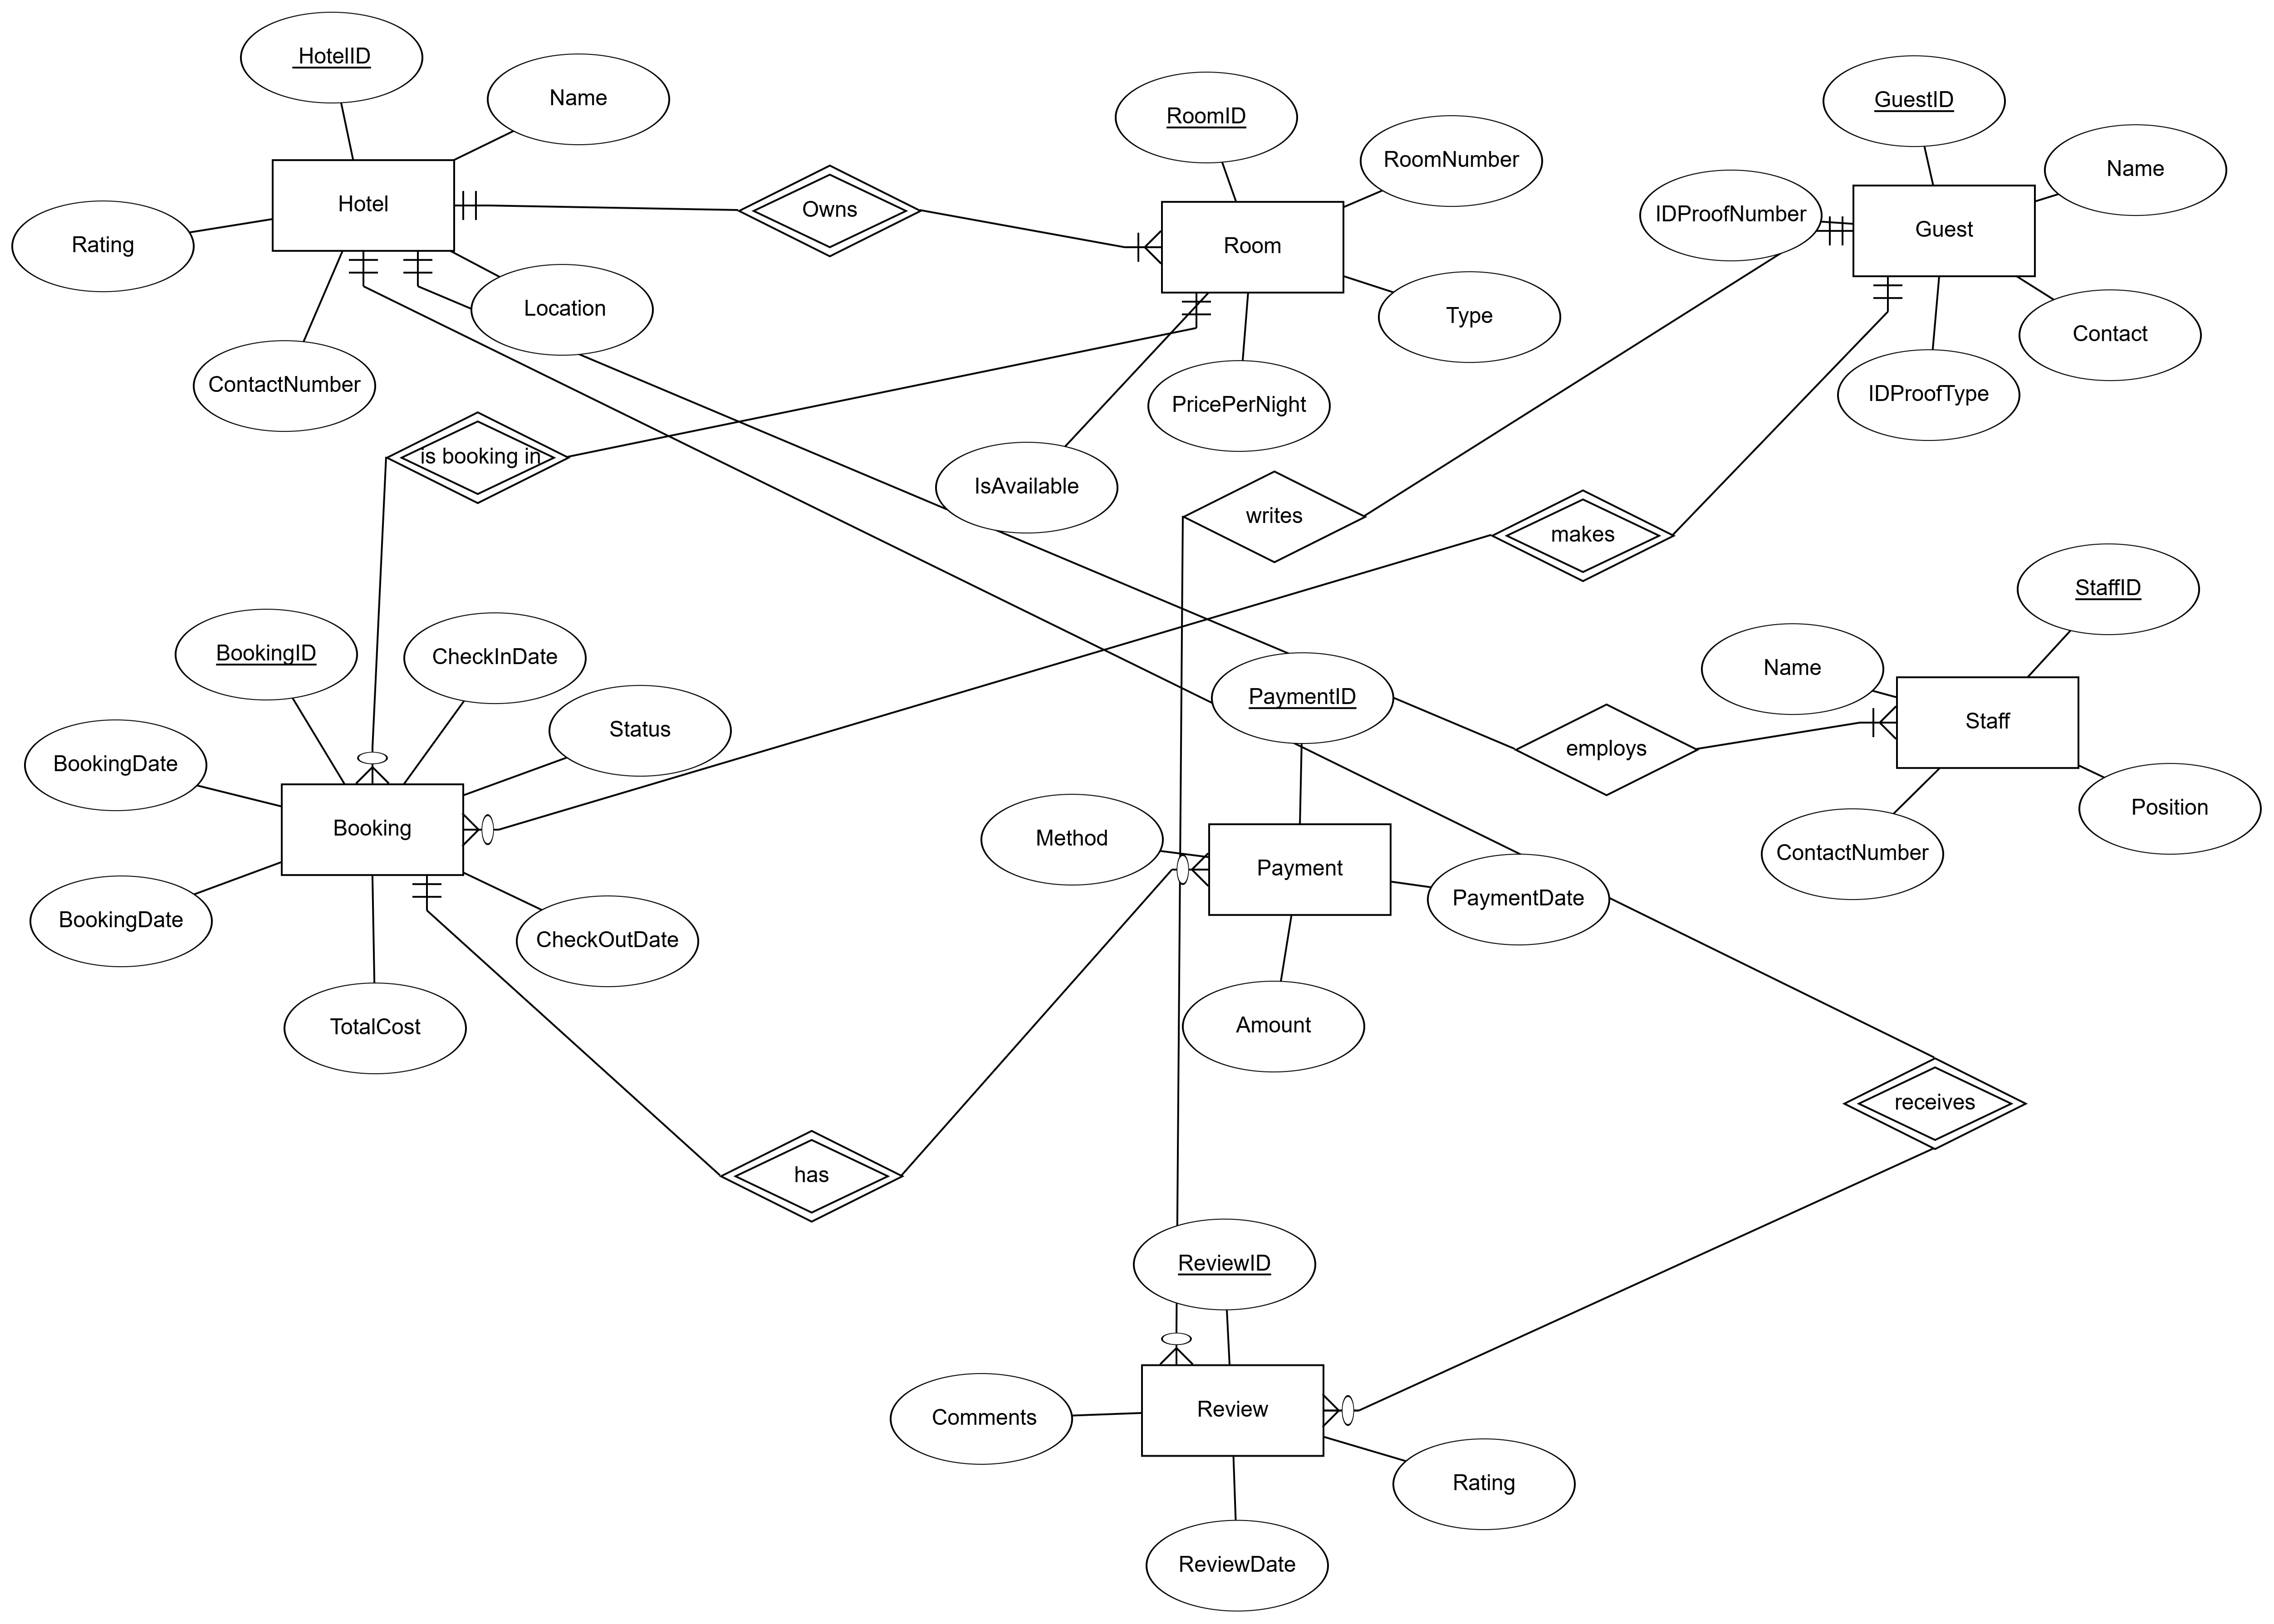 HotelID
Name
Hotel
Rating
Location
ContactNumber
Owns
RoomID
RoomNumber
Room
Type
PricePerNight
IsAvailable
GuestID
Name
IDProofNumber
Guest
Contact
IDProofType
is booking in
writes
makes
StaffID
Name
Staff
employs
Position
ContactNumber
BookingID
CheckInDate
Status
BookingDate
Booking
BookingDate
CheckOutDate
TotalCost
PaymentID
Method
Payment
PaymentDate
Amount
has
receives
ReviewID
Comments
Review
Rating
ReviewDate